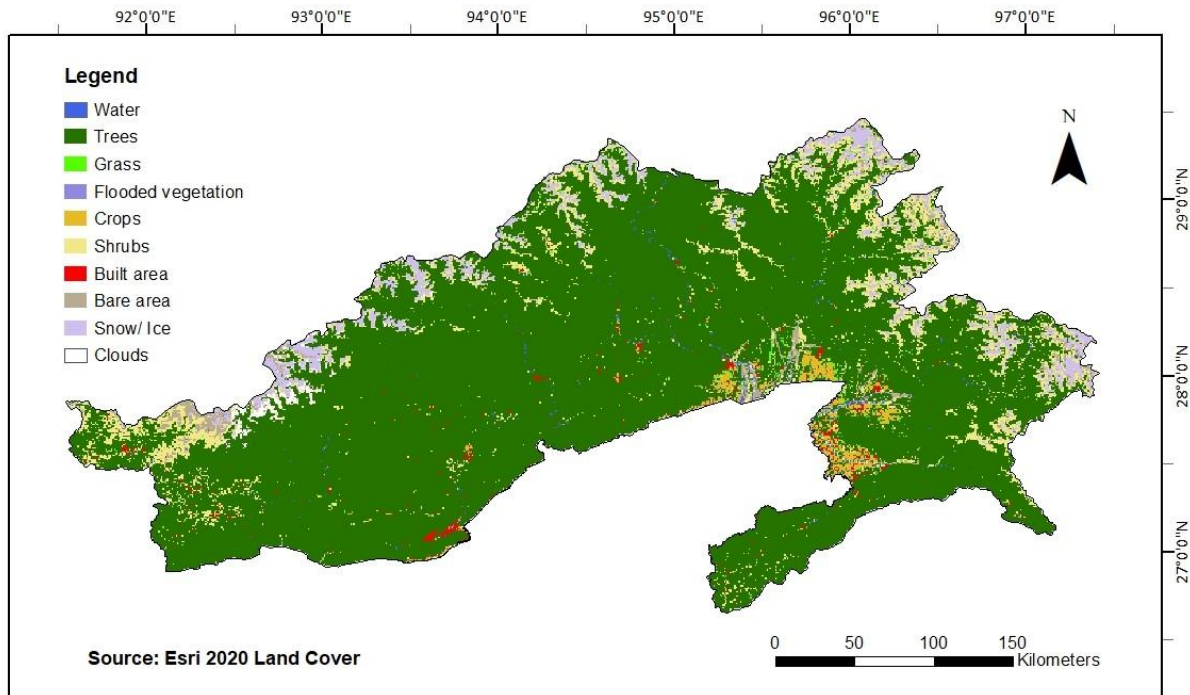 92°0'0"E 93°0'0"E 94°0'0"E 95°0'0"E 96°0'0"E 97°0'0"E
Legend
Water
Trees
Grass
Flooded vegetation
Crops
Shrubs
Built area
Bare area
Snow/ Ice
Clouds
N
29°0'0"N
28°0'0"N
27°0'0"N
Source: Esri 2020 Land Cover
0 50 100 150
Kilometers